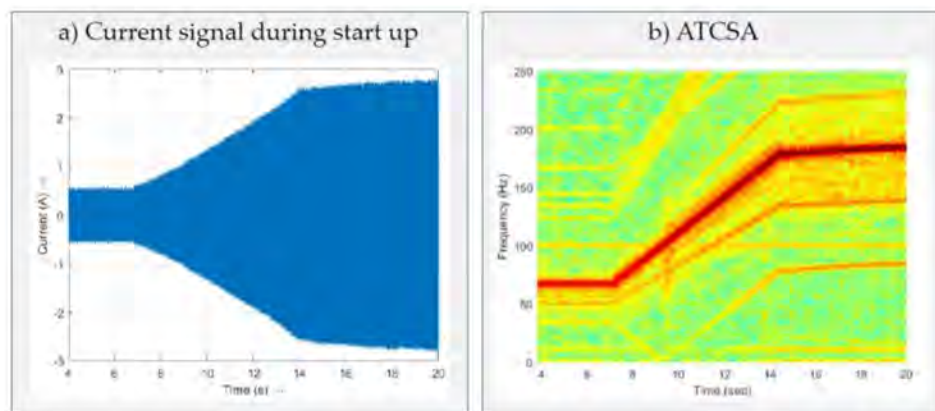 a) Current signal during start up
3
2
1
0
-1
-2
-3
4 6 8 10 12 14 16 18 20
Current (A)
Time (s)
b) ATCSA
250
200
150
100
50
0
4 6 8 10 12 14 16 18 20
Frequency (Hz)
Time (sec)